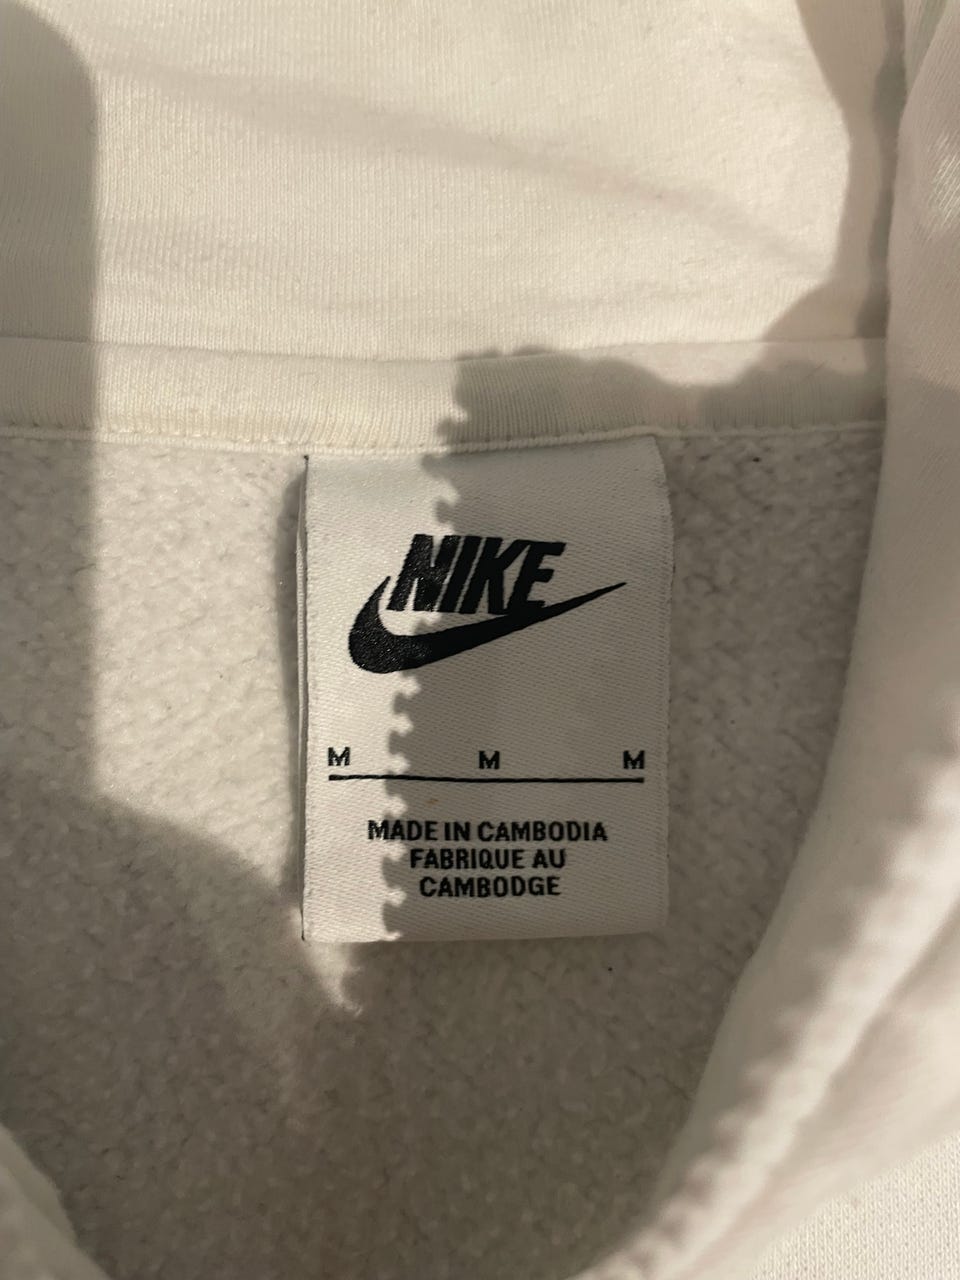 NIKE
M M M
MADE IN CAMBODIA
FABRIQUE AU
CAMBODGE